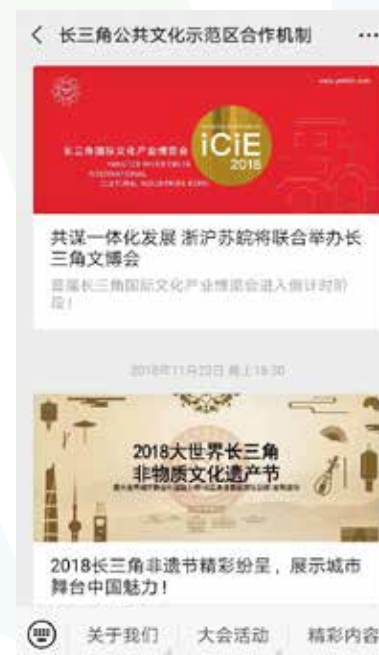 长三角公共文化示范区合作机制
长三角国际文化产业博览会
iCiE
2018
共谋一体化发展 浙沪苏皖将联合举办长
三角文博会
首届长三角国际文化产业博览会进入倒计时阶
段！
2018年11月22日 晚上18:30
2018大世界长三角
非物质文化遗产节
2018长三角非遗节精彩纷呈，展示城市
舞台中国魅力！
关于我们
大会活动
精彩内容